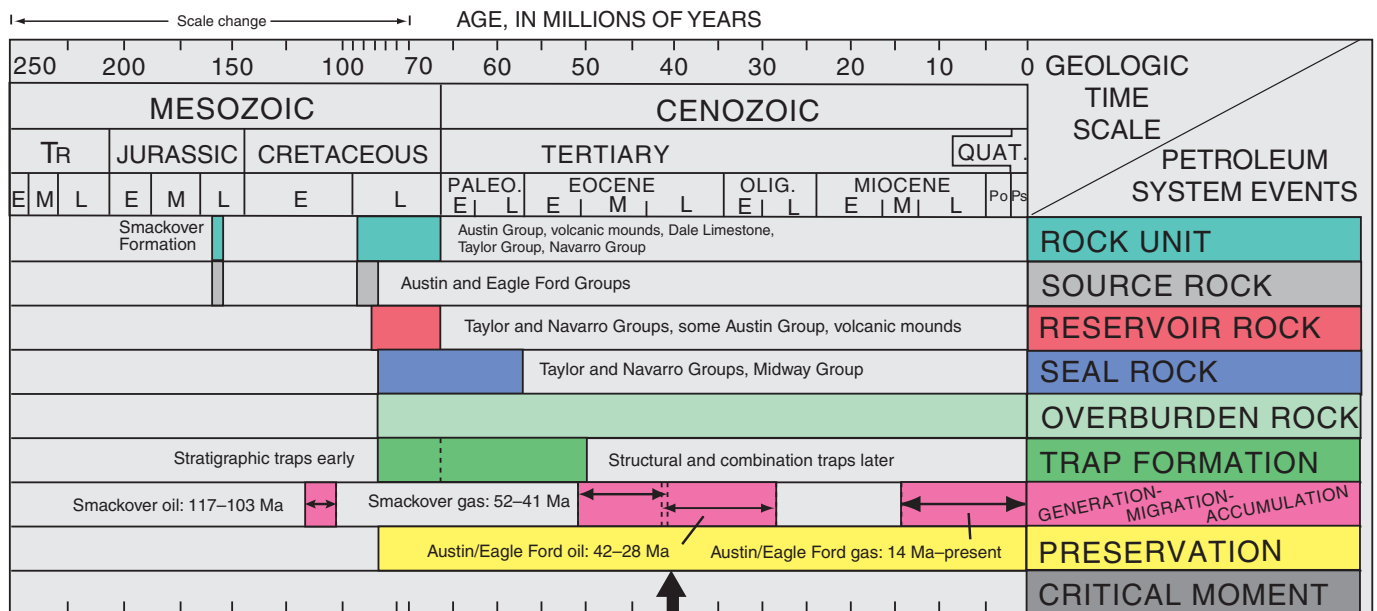 Scale change
AGE, IN MILLIONS OF YEARS
250 200 150 100 70 60 50 40 30 20 10 0
GEOLOGIC
TIME
SCALE
PETROLEUM
SYSTEM EVENTS
MESOZOIC CENOZOIC
TR JURASSIC CRETACEOUS TERTIARY QUAT.
PALEO. EOCENE OLIG. MIOCENE
E M L E M L E L E L E M L E L E M L Po Ps
Smackover
Formation
Austin Group, volcanic mounds, Dale Limestone,
Taylor Group, Navarro Group
ROCK UNIT
Austin and Eagle Ford Groups
SOURCE ROCK
Taylor and Navarro Groups, some Austin Group, volcanic mounds
RESERVOIR ROCK
Taylor and Navarro Groups, Midway Group
SEAL ROCK
OVERBURDEN ROCK
Stratigraphic traps early
Structural and combination traps later
TRAP FORMATION
Smackover oil: 117–103 Ma
Smackover gas: 52–41 Ma
GENERATION-
MIGRATION-
ACCUMULATION
Austin/Eagle Ford oil: 42–28 Ma
Austin/Eagle Ford gas: 14 Ma–present
PRESERVATION
CRITICAL MOMENT